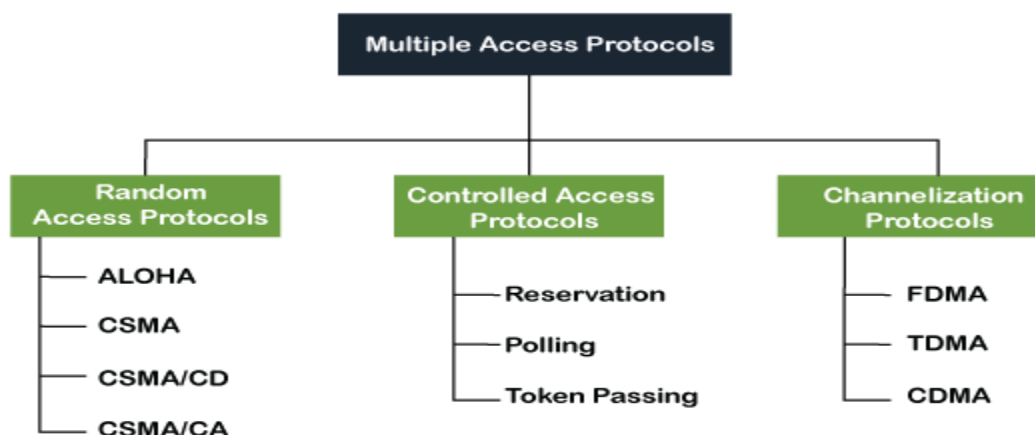 Multiple Access Protocols
Random
Access Protocols
ALOHA
CSMA
CSMA/CD
CSMA/CA
Controlled Access
Protocols
Reservation
Polling
Token Passing
Channelization
Protocols
FDMA
TDMA
CDMA